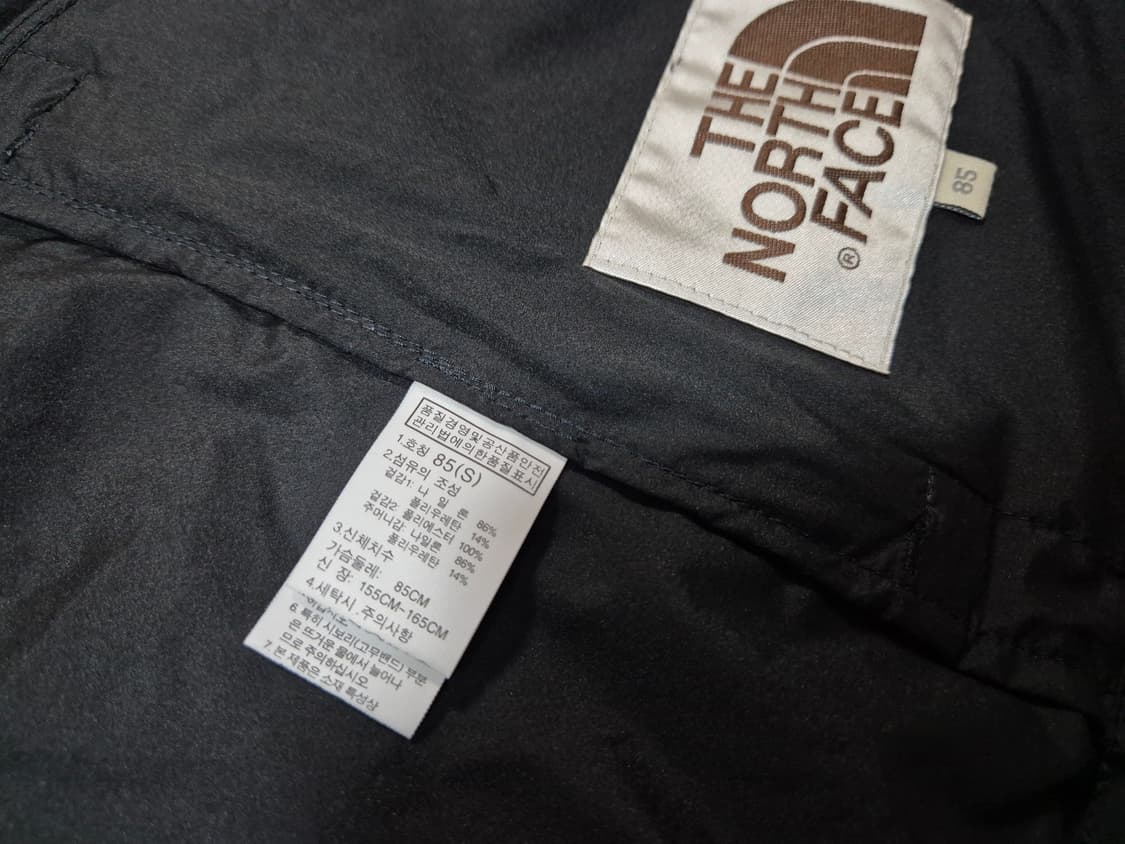 THE
NORTH
FACE
®
85
품질경영및공산품안전
관리법에의한품질표시
1.호칭 85(S)
2.섬유의 조성
겉감1: 나 일 론 86%
폴리우레탄 14%
겉감2: 폴리에스터 100%
주머니감: 나일론 86%
폴리우레탄 14%
3.신체치수
가슴둘레: 85CM
신 장: 155CM-165CM
4.세탁시 주의사항
6. 특히 시보리(고무밴드) 부분
은 뜨거운 물에서 늘어나
므로 주의하십시오
7. 본 제품은 소재 특성상